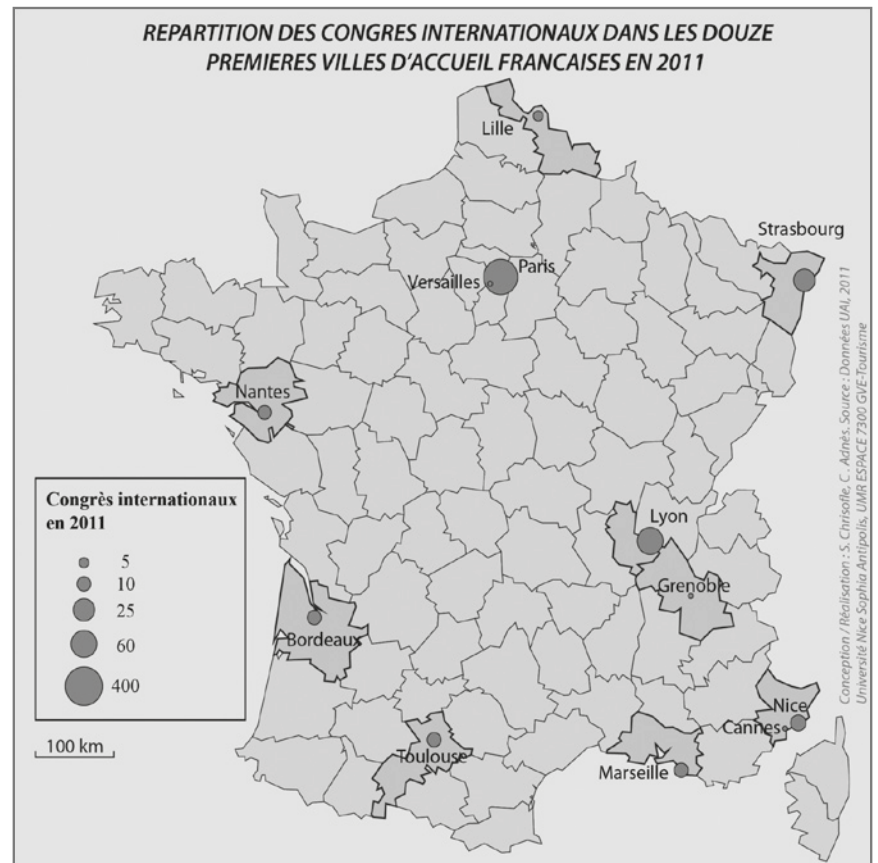 REPARTITION DES CONGRES INTERNATIONAUX DANS LES DOUZE
PREMIERES VILLES D'ACCUEIL FRANCAISES EN 2011
Lille
Strasbourg
Paris
Versailles
Nantes
Lyon
Grenoble
Bordeaux
Nice
Cannes
Toulouse
Marseille
Congrès internationaux
en 2011
5
10
25
60
400
100 km
Conception / Réalisation : S. Chrisofle, C. Adnès. Source : Données UAI, 2011
Université Nice Sophia Antipolis, UMR ESPACE 7300 GVE-Tourisme